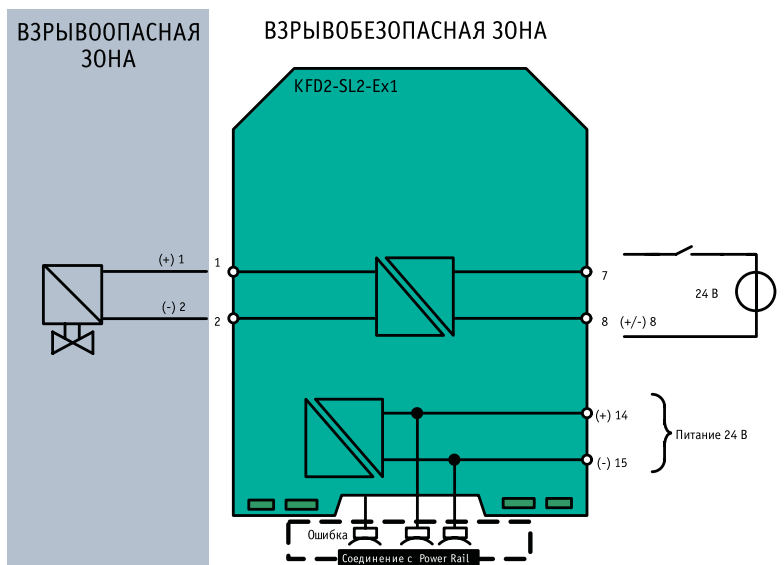 ВЗРЫВООПАСНАЯ
ЗОНА
ВЗРЫВОБЕЗОПАСНАЯ ЗОНА
KFD2-SL2-Ex1
(+) 1
1
(-) 2
2
7
8 (+/-) 8
24 В
(+) 14
(-) 15
Питание 24 В
Ошибка
Соединение с Power Rail